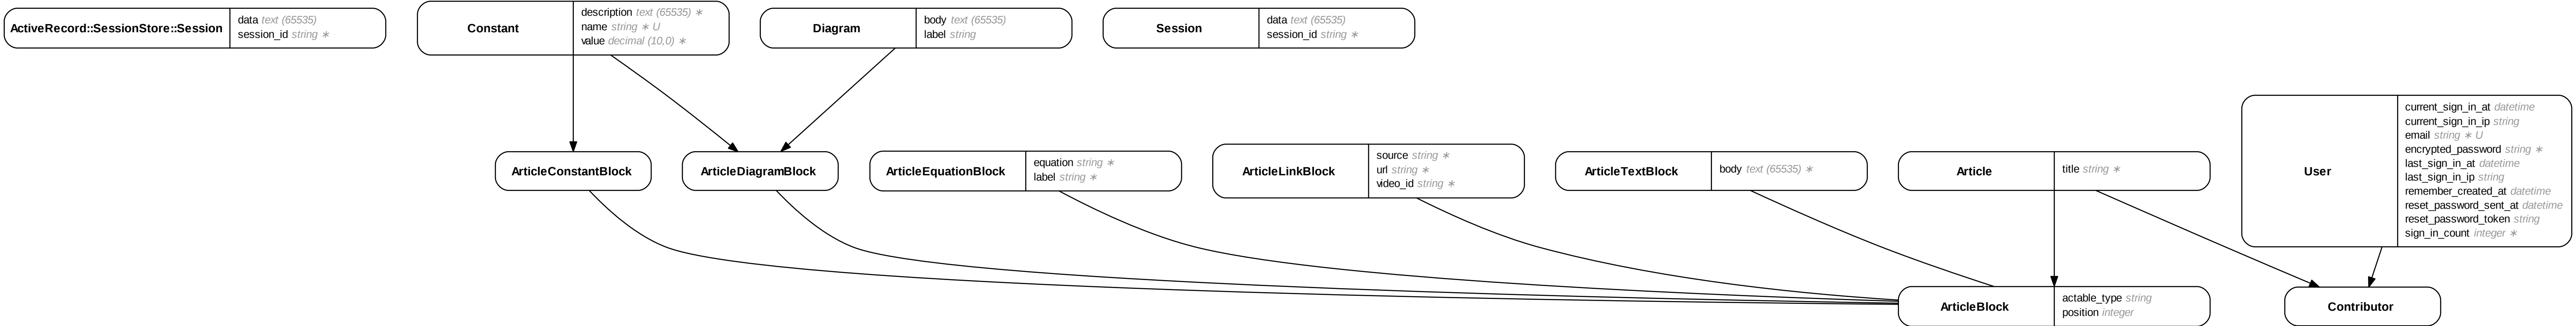 ActiveRecord::SessionStore::Session
data text (65535)
session_id string ∗
Constant
description text (65535) ∗
name string ∗ U
value decimal (10,0) ∗
Diagram
body text (65535)
label string
Session
data text (65535)
session_id string ∗
ArticleConstantBlock
ArticleDiagramBlock
ArticleEquationBlock
equation string ∗
label string ∗
ArticleLinkBlock
source string ∗
url string ∗
video_id string ∗
ArticleTextBlock
body text (65535) ∗
Article
title string ∗
User
current_sign_in_at datetime
current_sign_in_ip string
email string ∗ U
encrypted_password string ∗
last_sign_in_at datetime
last_sign_in_ip string
remember_created_at datetime
reset_password_sent_at datetime
reset_password_token string
sign_in_count integer ∗
ArticleBlock
actable_type string
position integer
Contributor